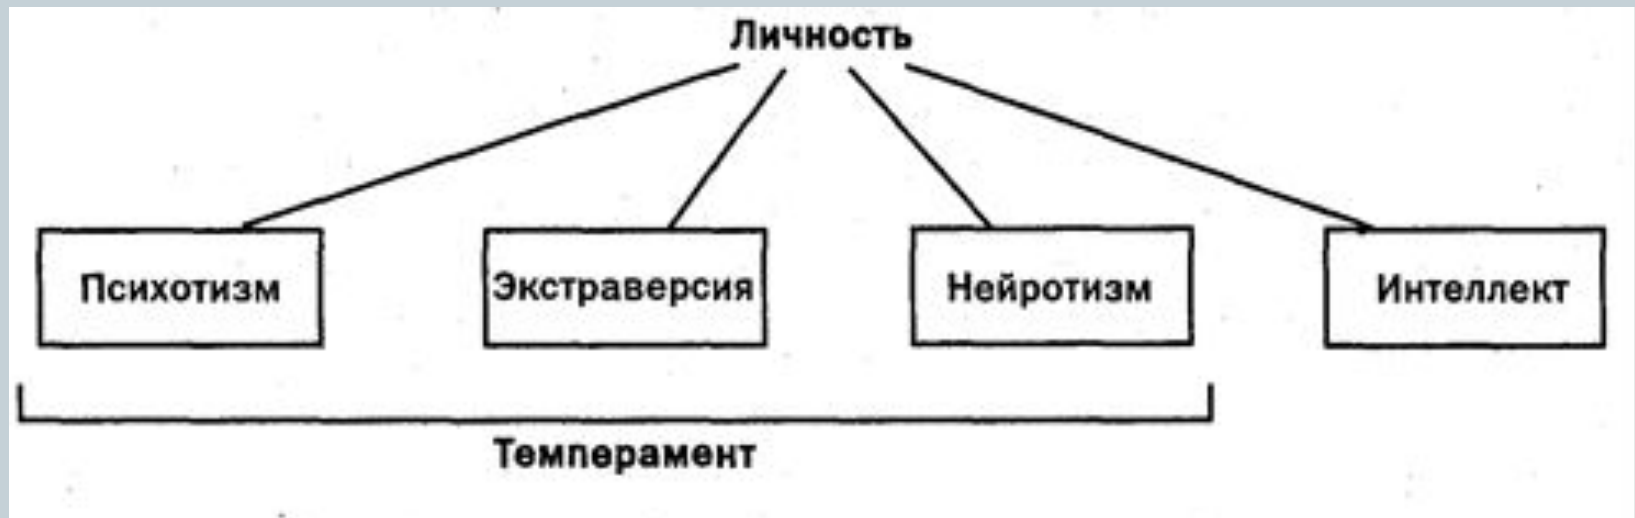 Личность
Психотизм
Экстраверсия
Нейротизм
Интеллект
Темперамент